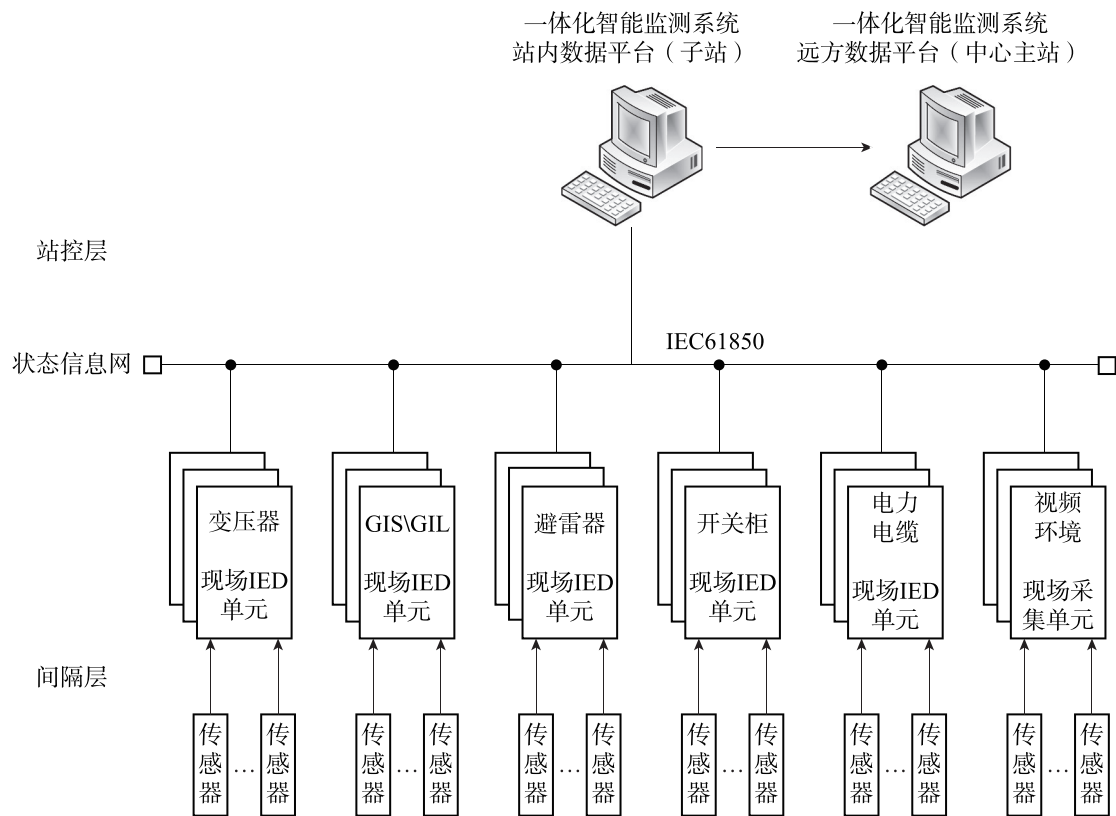 一体化智能监测系统
站内数据平台（子站）
一体化智能监测系统
远方数据平台（中心主站）
站控层
IEC61850
状态信息网
变压器
现场IED
单元
GIS\GIL
现场IED
单元
避雷器
现场IED
单元
开关柜
现场IED
单元
电力
电缆
现场IED
单元
视频
环境
现场采
集单元
间隔层
传感器
…
传感器
传感器
…
传感器
传感器
…
传感器
传感器
…
传感器
传感器
…
传感器
传感器
…
传感器